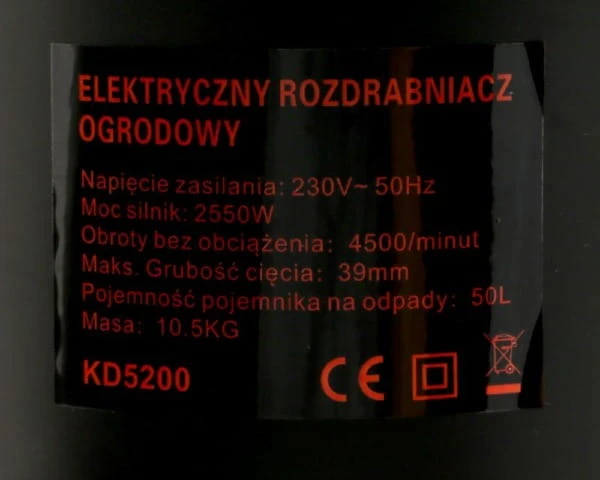 ELEKTRYCZNY ROZDRABNIACZ
OGRODOWY
Napięcie zasilania: 230V~ 50Hz
Moc silnik: 2550W
Obroty bez obciążenia: 4500/minut
Maks. Grubość cięcia: 39mm
Pojemność pojemnika na odpady: 50L
Masa: 10.5KG
KD5200
CE